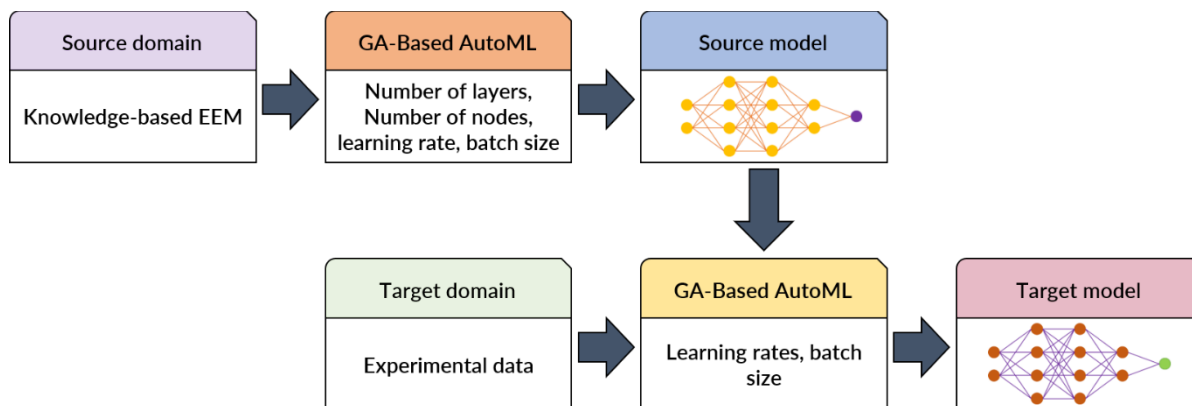 Source domain
Knowledge-based EEM
GA-Based AutoML
Number of layers,
Number of nodes,
learning rate, batch size
Source model
Target domain
Experimental data
GA-Based AutoML
Learning rates, batch
size
Target model